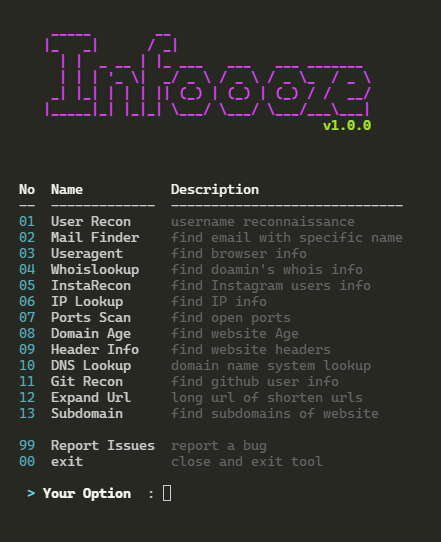 Infoooze
v1.0.0
No Name Description
01 User Recon username reconnaissance
02 Mail Finder find email with specific name
03 Useragent find browser info
04 Whoislookup find doamin's whois info
05 InstaRecon find Instagram users info
06 IP Lookup find IP info
07 Ports Scan find open ports
08 Domain Age find website Age
09 Header Info find website headers
10 DNS Lookup domain name system lookup
11 Git Recon find github user info
12 Expand Url long url of shorten urls
13 Subdomain find subdomains of website
99 Report Issues report a bug
00 exit close and exit tool
> Your Option :